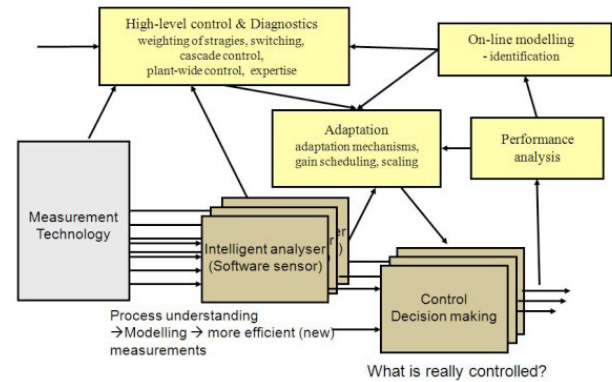 High-level control & Diagnostics
weighting of stragies, switching,
cascade control,
plant-wide control, expertise
On-line modelling
- identification
Adaptation
adaptation mechanisms,
gain scheduling, scaling
Performance
analysis
Measurement
Technology
Intelligent analyser
(Software sensor)
er
)
Control
Decision making
Process understanding
→Modelling → more efficient (new)
measurements
What is really controlled?